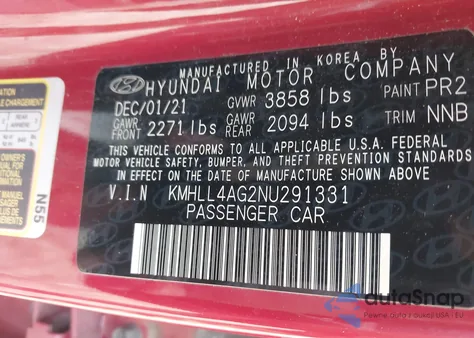 MANUFACTURED IN KOREA BY
HYUNDAI MOTOR COMPANY
DEC/01/21 GVWR 3858 lbs PAINT PR2
GAWR FRONT 2271 lbs GAWR REAR 2094 lbs TRIM NNB
THIS VEHICLE CONFORMS TO ALL APPLICABLE U.S.A. FEDERAL
MOTOR VEHICLE SAFETY, BUMPER, AND THEFT PREVENTION STANDARDS
IN EFFECT ON THE DATE OF MANUFACTURE SHOWN ABOVE
V.I.N KMHLL4AG2NU291331
PASSENGER CAR
N55
autoSnap